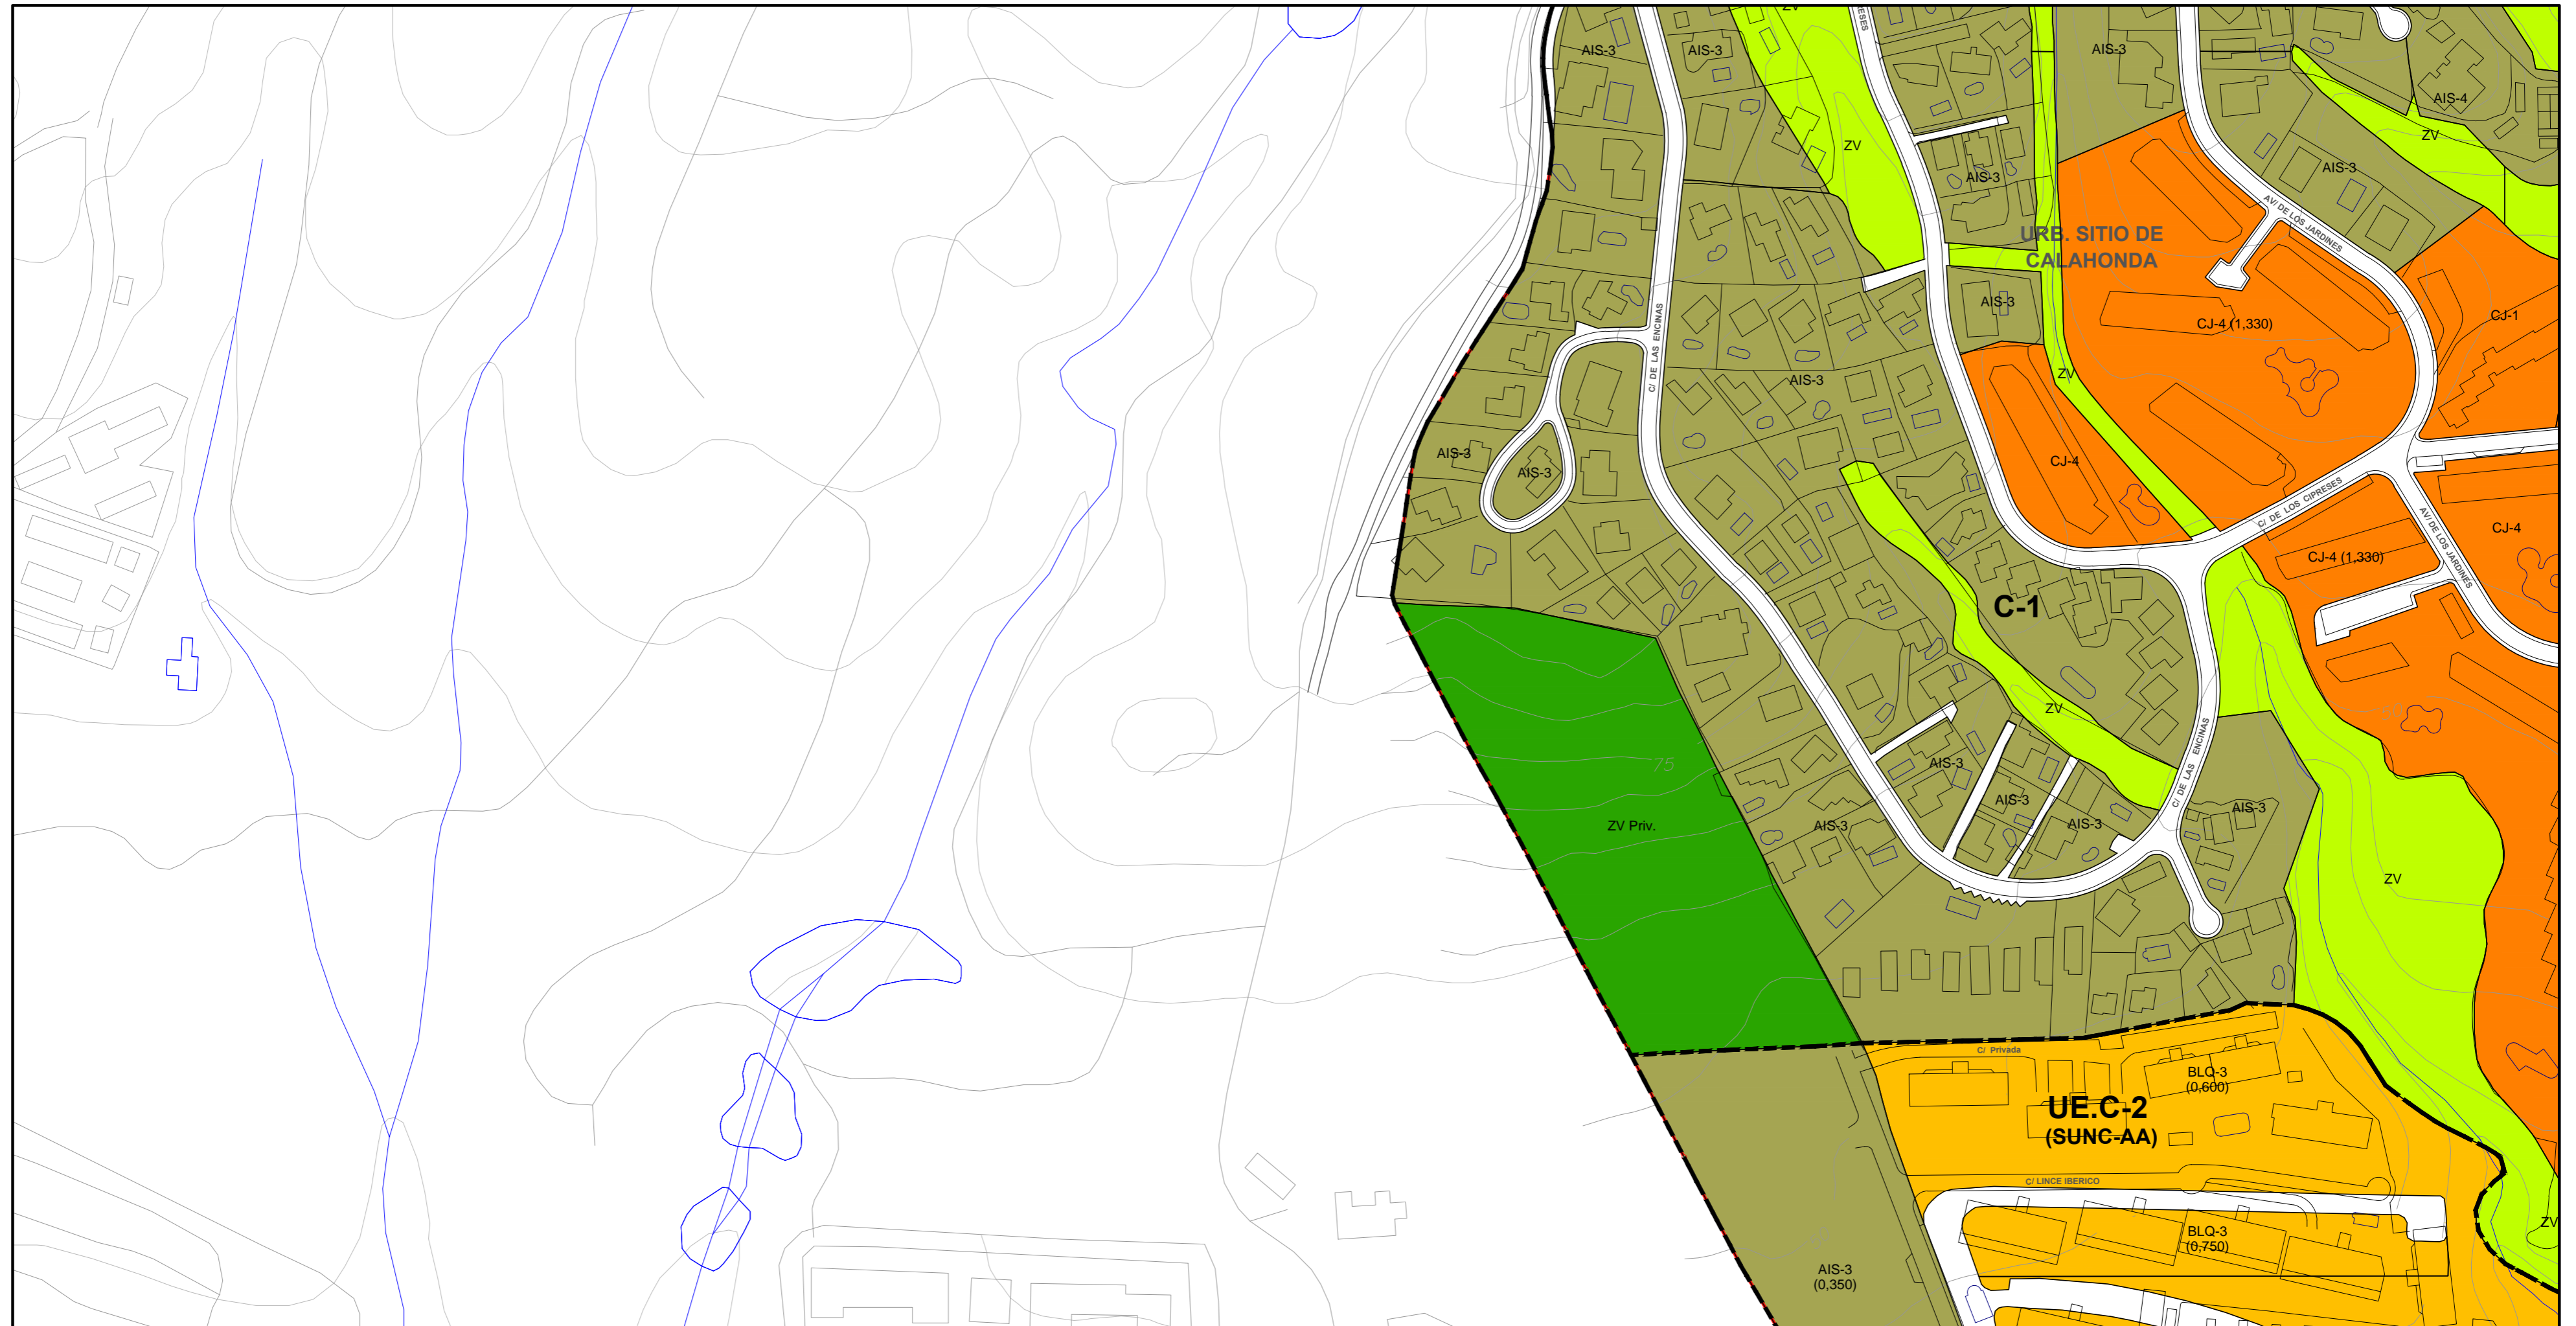 ZV
ESES
AIS-3
AIS-3
AIS-3
AIS-4
ZV
ZV
AIS-3
AIS-3
AV/ DE LOS JARDINES
URB. SITIO DE
CALAHONDA
AIS-3
CJ-4 (1,330)
CJ-1
C/ DE LAS ENCINAS
ZV
AIS-3
AIS-3
AIS-3
CJ-4
C/ DE LOS CIPRESES
AV/ DE LOS JARDINES
CJ-4
CJ-4 (1,330)
C-1
ZV
C/ DE LAS ENCINAS
75
AIS-3
AIS-3
AIS-3
AIS-3
AIS-3
ZV Priv.
ZV
C/ Privada
BLQ-3
(0,600)
UE.C-2
(SUNC-AA)
C/ LINCE IBERICO
ZV
BLQ-3
(0,750)
AIS-3
(0,350)